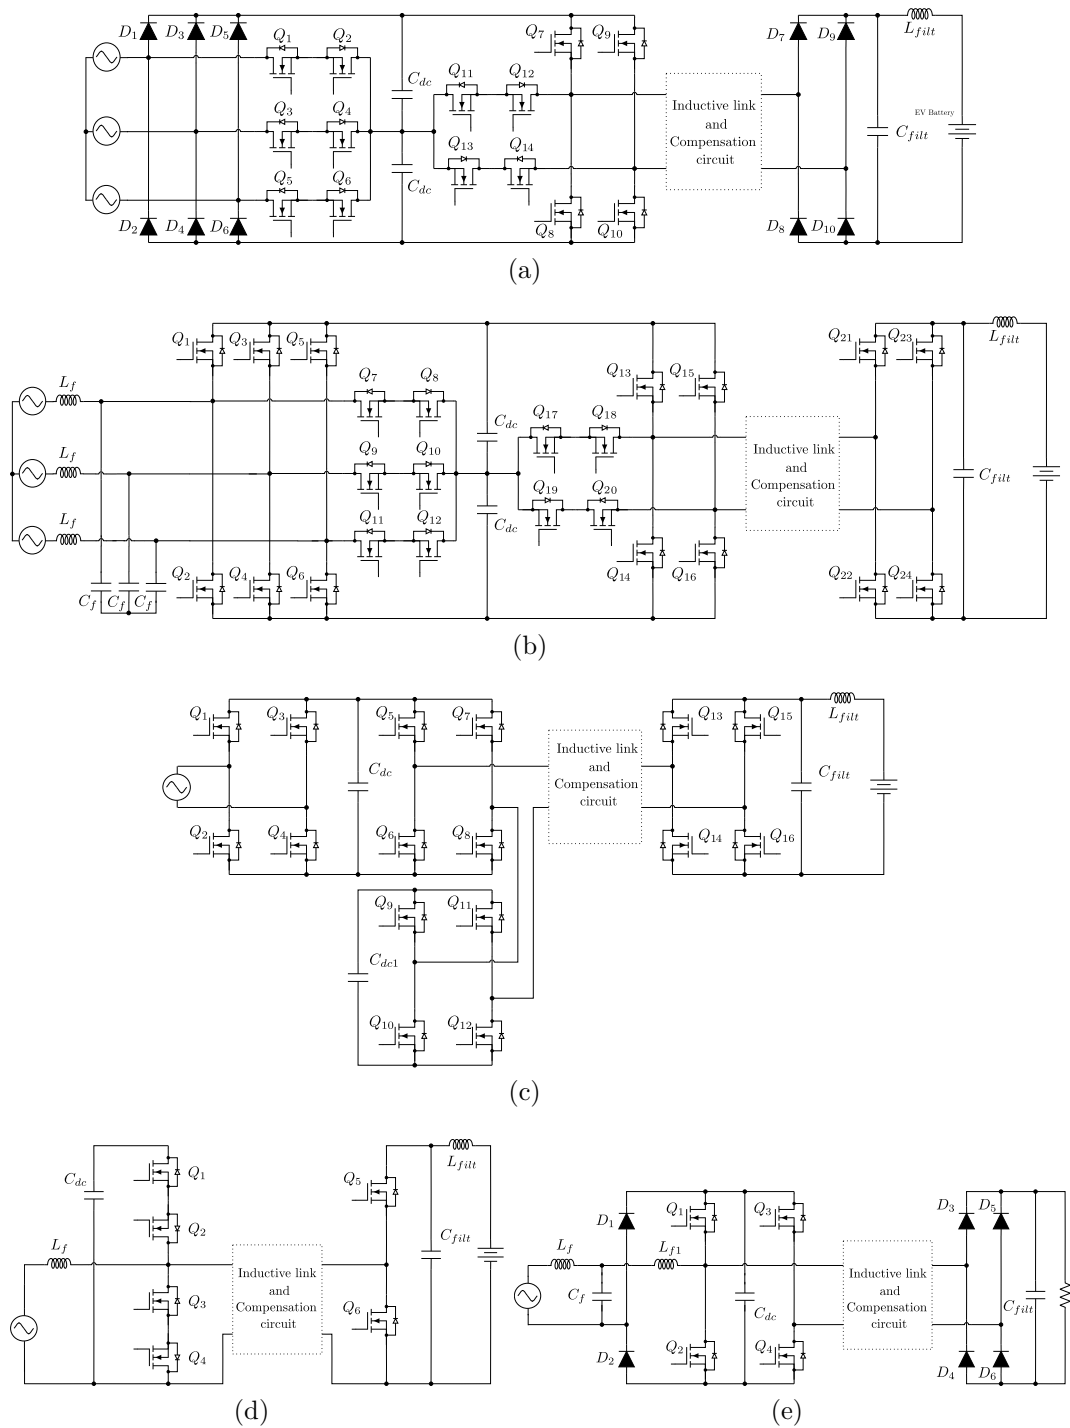 D1 D3 D5 Q1 Q2 Cdc Q7 Q9 D7 D9 Lfilt
Q11 Q12
Q3 Q4 Inductive link and Compensation circuit EV Battery Cfilt
Q13 Q14
Q5 Q6 Cdc
D2 D4 D6 Q8 Q10 D8 D10
(a)
Q1 Q3 Q5 Q21 Q23 Lfilt
Lf Q7 Q8 Q13 Q15
Cdc Q17 Q18
Lf Q9 Q10 Inductive link and Compensation circuit Cfilt
Q19 Q20
Lf Q11 Q12 Cdc
Q2 Q4 Q6 Q14 Q16 Q22 Q24
Cf Cf Cf
(b)
Q1 Q3 Q5 Q7 Q13 Q15 Lfilt
Cdc Inductive link and Compensation circuit Cfilt
Q2 Q4 Q6 Q8 Q14 Q16
Q9 Q11
Cdc1
Q10 Q12
(c)
Cdc Q1 Q5 Lfilt
Q2
Lf Cfilt
Q3 Inductive link and Compensation circuit Q6
Q4
(d)
D1 Q1 Q3 D3 D5
Lf Lf1
Cf Cdc Inductive link and Compensation circuit Cfilt
D2 Q2 Q4 D4 D6
(e)